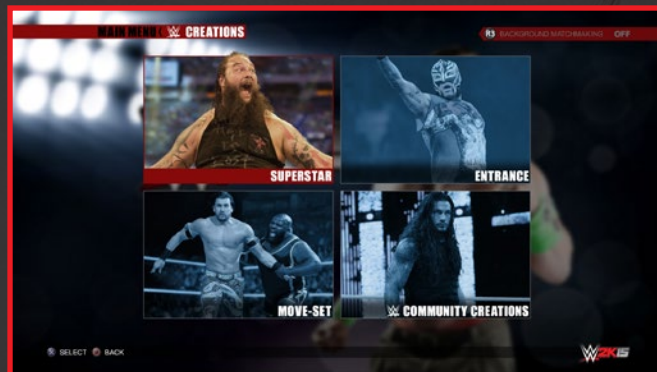 MAIN MENU CREATIONS
R3 BACKGROUND MATCHMAKING OFF
SUPERSTAR
ENTRANCE
MOVE-SET
COMMUNITY CREATIONS
SELECT BACK
W 2K15